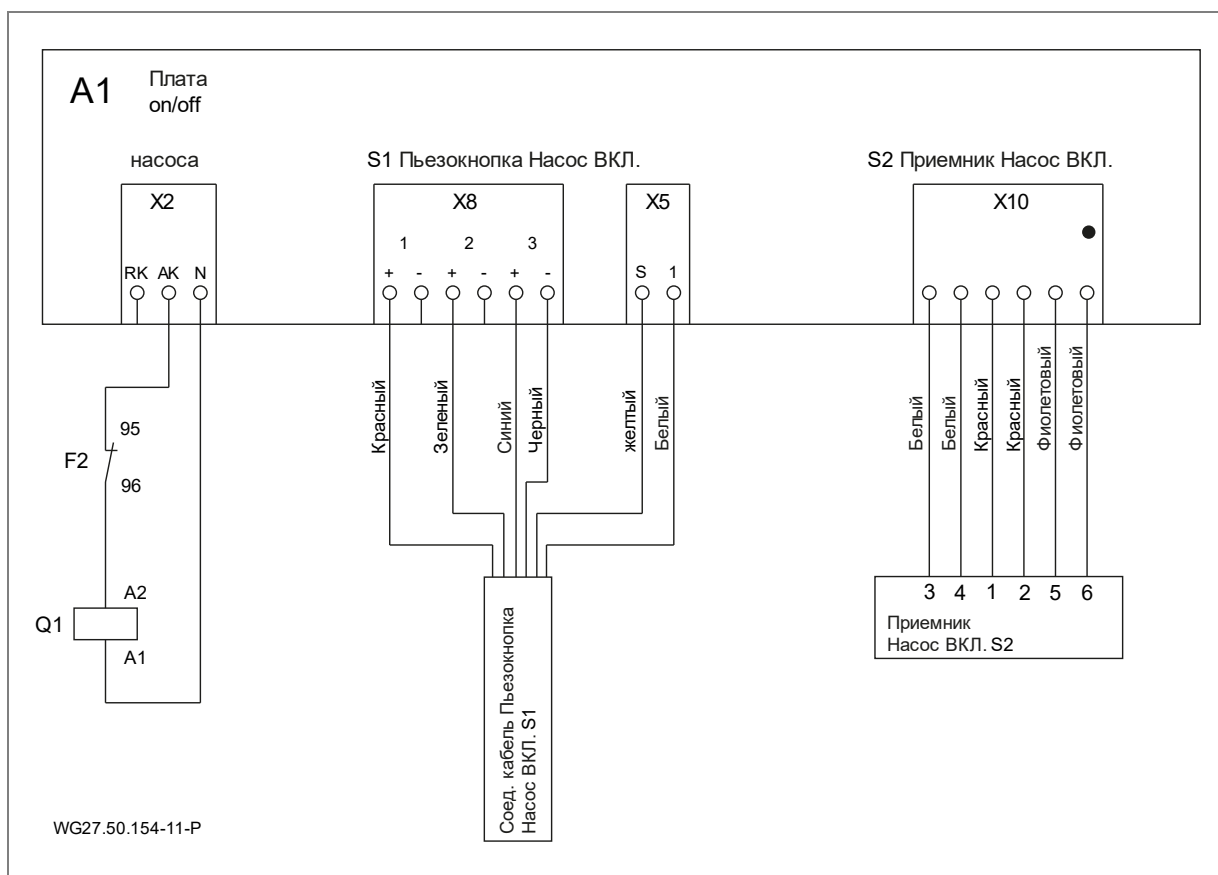 A1
Плата
on/off
насоса
S1 Пьезокнопка Насос ВКЛ.
S2 Приемник Насос ВКЛ.
X2
X8
X5
X10
1 2 3
RK AK N
+ - + - + -
S 1
Красный
Зеленый
Синий
Черный
желтый
Белый
Белый
Белый
Красный
Красный
Фиолетовый
Фиолетовый
95
F2
96
A2
Q1
A1
Соед. кабель Пьезокнопка
Насос ВКЛ. S1
3 4 1 2 5 6
Приемник
Насос ВКЛ. S2
WG27.50.154-11-P